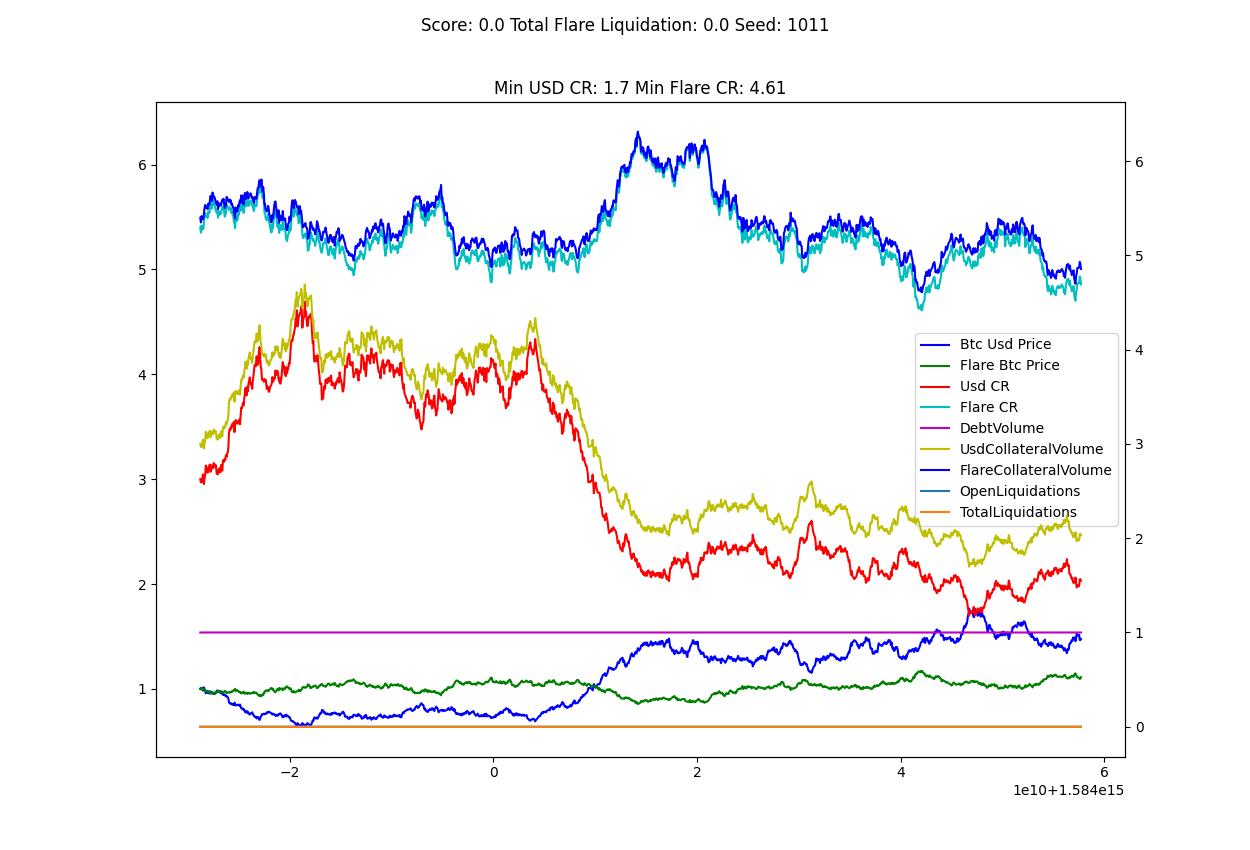 Score: 0.0 Total Flare Liquidation: 0.0 Seed: 1011
Min USD CR: 1.7 Min Flare CR: 4.61
6
5
4
3
2
1
6
5
4
3
2
1
0
Btc Usd Price
Flare Btc Price
Usd CR
Flare CR
DebtVolume
UsdCollateralVolume
FlareCollateralVolume
OpenLiquidations
TotalLiquidations
−2 0 2 4 6
1e10+1.584e15